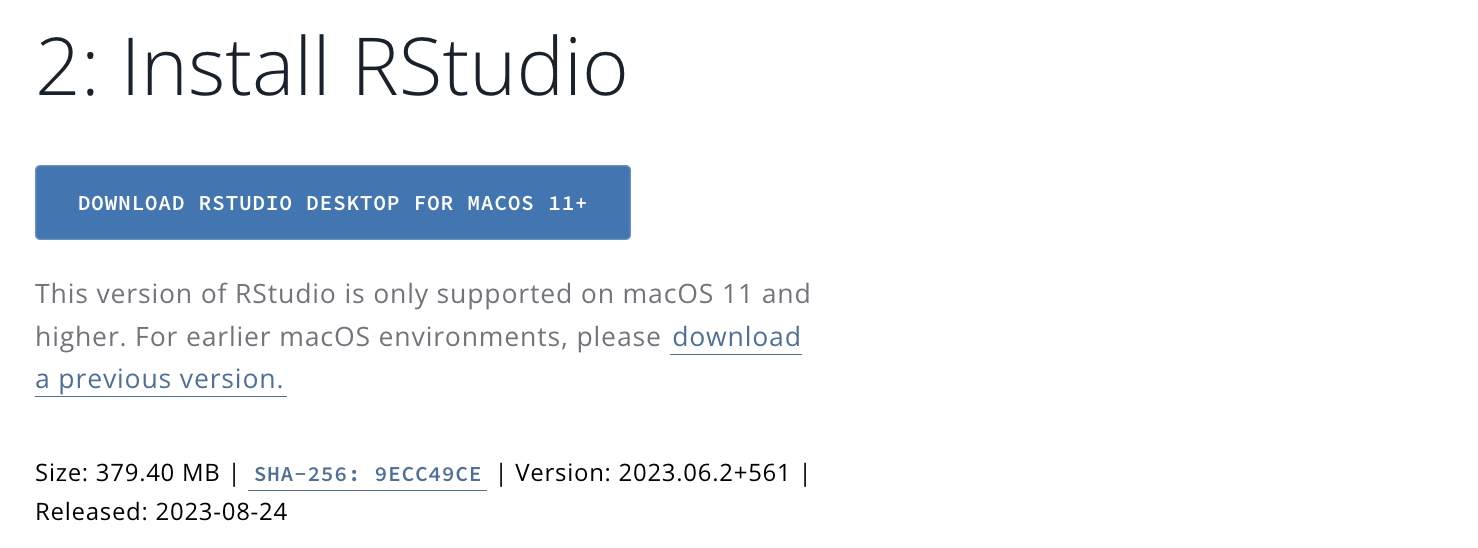 2: Install RStudio
DOWNLOAD RSTUDIO DESKTOP FOR MACOS 11+
This version of RStudio is only supported on macOS 11 and
higher. For earlier macOS environments, please download
a previous version.
Size: 379.40 MB | SHA-256: 9ECC49CE | Version: 2023.06.2+561 |
Released: 2023-08-24